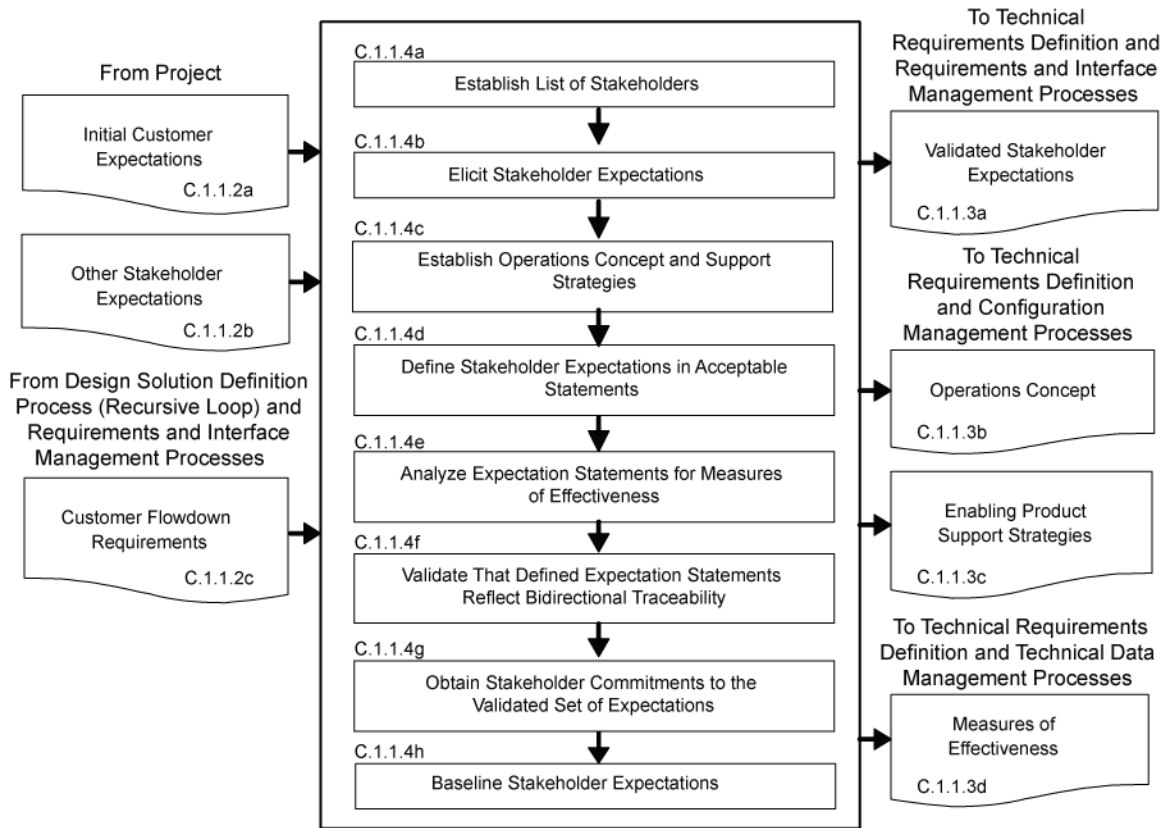 From Project
Initial Customer
Expectations
C.1.1.2a
Other Stakeholder
Expectations
C.1.1.2b
From Design Solution Definition
Process (Recursive Loop) and
Requirements and Interface
Management Processes
Customer Flowdown
Requirements
C.1.1.2c
C.1.1.4a
Establish List of Stakeholders
C.1.1.4b
Elicit Stakeholder Expectations
C.1.1.4c
Establish Operations Concept and Support
Strategies
C.1.1.4d
Define Stakeholder Expectations in Acceptable
Statements
C.1.1.4e
Analyze Expectation Statements for Measures
of Effectiveness
C.1.1.4f
Validate That Defined Expectation Statements
Reflect Bidirectional Traceability
C.1.1.4g
Obtain Stakeholder Commitments to the
Validated Set of Expectations
C.1.1.4h
Baseline Stakeholder Expectations
To Technical
Requirements Definition and
Requirements and Interface
Management Processes
Validated Stakeholder
Expectations
C.1.1.3a
To Technical
Requirements Definition
and Configuration
Management Processes
Operations Concept
C.1.1.3b
Enabling Product
Support Strategies
C.1.1.3c
To Technical Requirements
Definition and Technical Data
Management Processes
Measures of
Effectiveness
C.1.1.3d